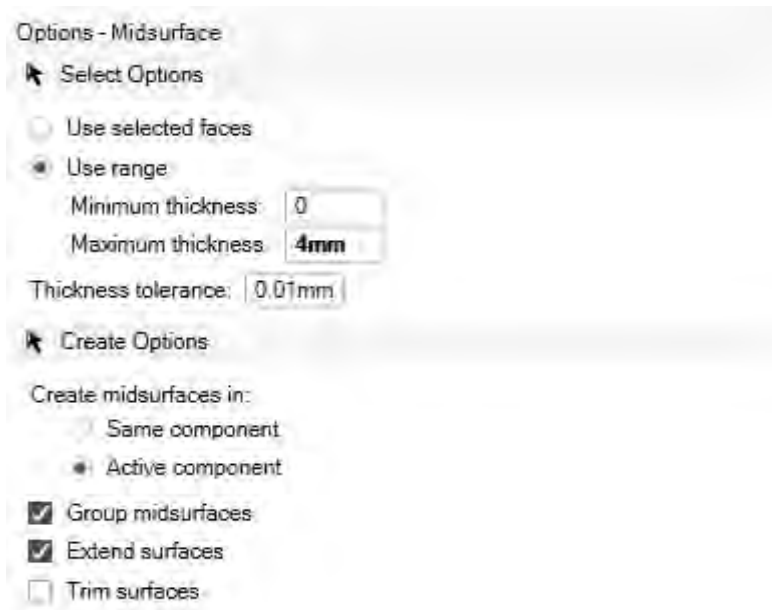 Options - Midsurface
Select Options
Use selected faces
Use range
Minimum thickness 0
Maximum thickness 4mm
Thickness tolerance: 0.01mm
Create Options
Create midsurfaces in:
Same component
Active component
Group midsurfaces
Extend surfaces
Trim surfaces